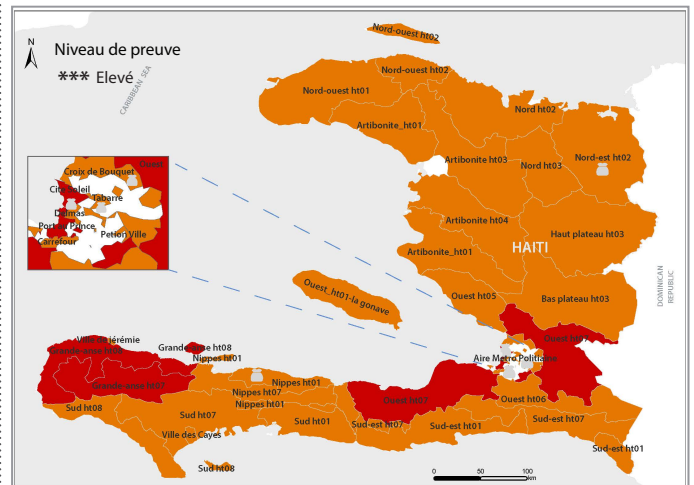 N
Niveau de preuve
*** Elevé
CARIBBEAN SEA
Nord-ouest ht02
Nord-ouest ht02
Nord-ouest ht01
Nord ht02
Artibonite_ht01
Artibonite ht03
Nord ht03
Nord-est ht02
Ouest
Croix de Bouquet
Cite Soleil
Tabarre
Delmas
Port au Prince
Petion Ville
Carrefour
Artibonite ht04
Haut plateau ht03
HAITI
Artibonite_ht01
DOMINICAN
REPUBLIC
Ouest_ht01-la gonave
Ouest ht05
Bas plateau ht03
Ville de jérémie
Grande-anse ht08
Nippes ht01
Aire Metro Politiaine
Grande-anse ht07
Nippes ht01
Nippes ht07
Nippes ht01
Ouest ht07
Ouest ht06
Sud ht08
Sud ht07
Sud ht01
Sud-est ht07
Sud-est ht01
Sud-est ht07
Ville des Cayes
Sud-est ht01
Sud ht08
0 50 100
km